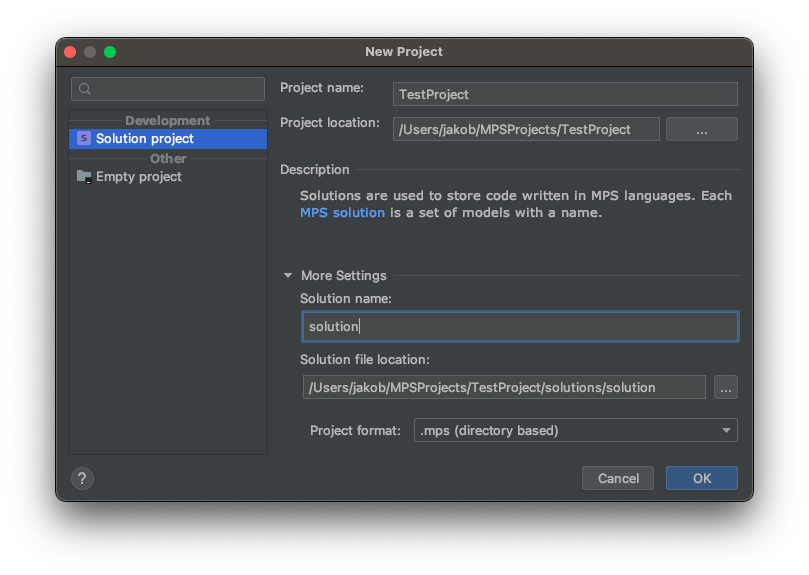 New Project
Development
S Solution project
Other
Empty project
Project name:
TestProject
Project location:
/Users/jakob/MPSProjects/TestProject
...
Description
Solutions are used to store code written in MPS languages. Each
MPS solution is a set of models with a name.
More Settings
Solution name:
solution
Solution file location:
/Users/jakob/MPSProjects/TestProject/solutions/solution
...
Project format:
.mps (directory based)
?
Cancel
OK